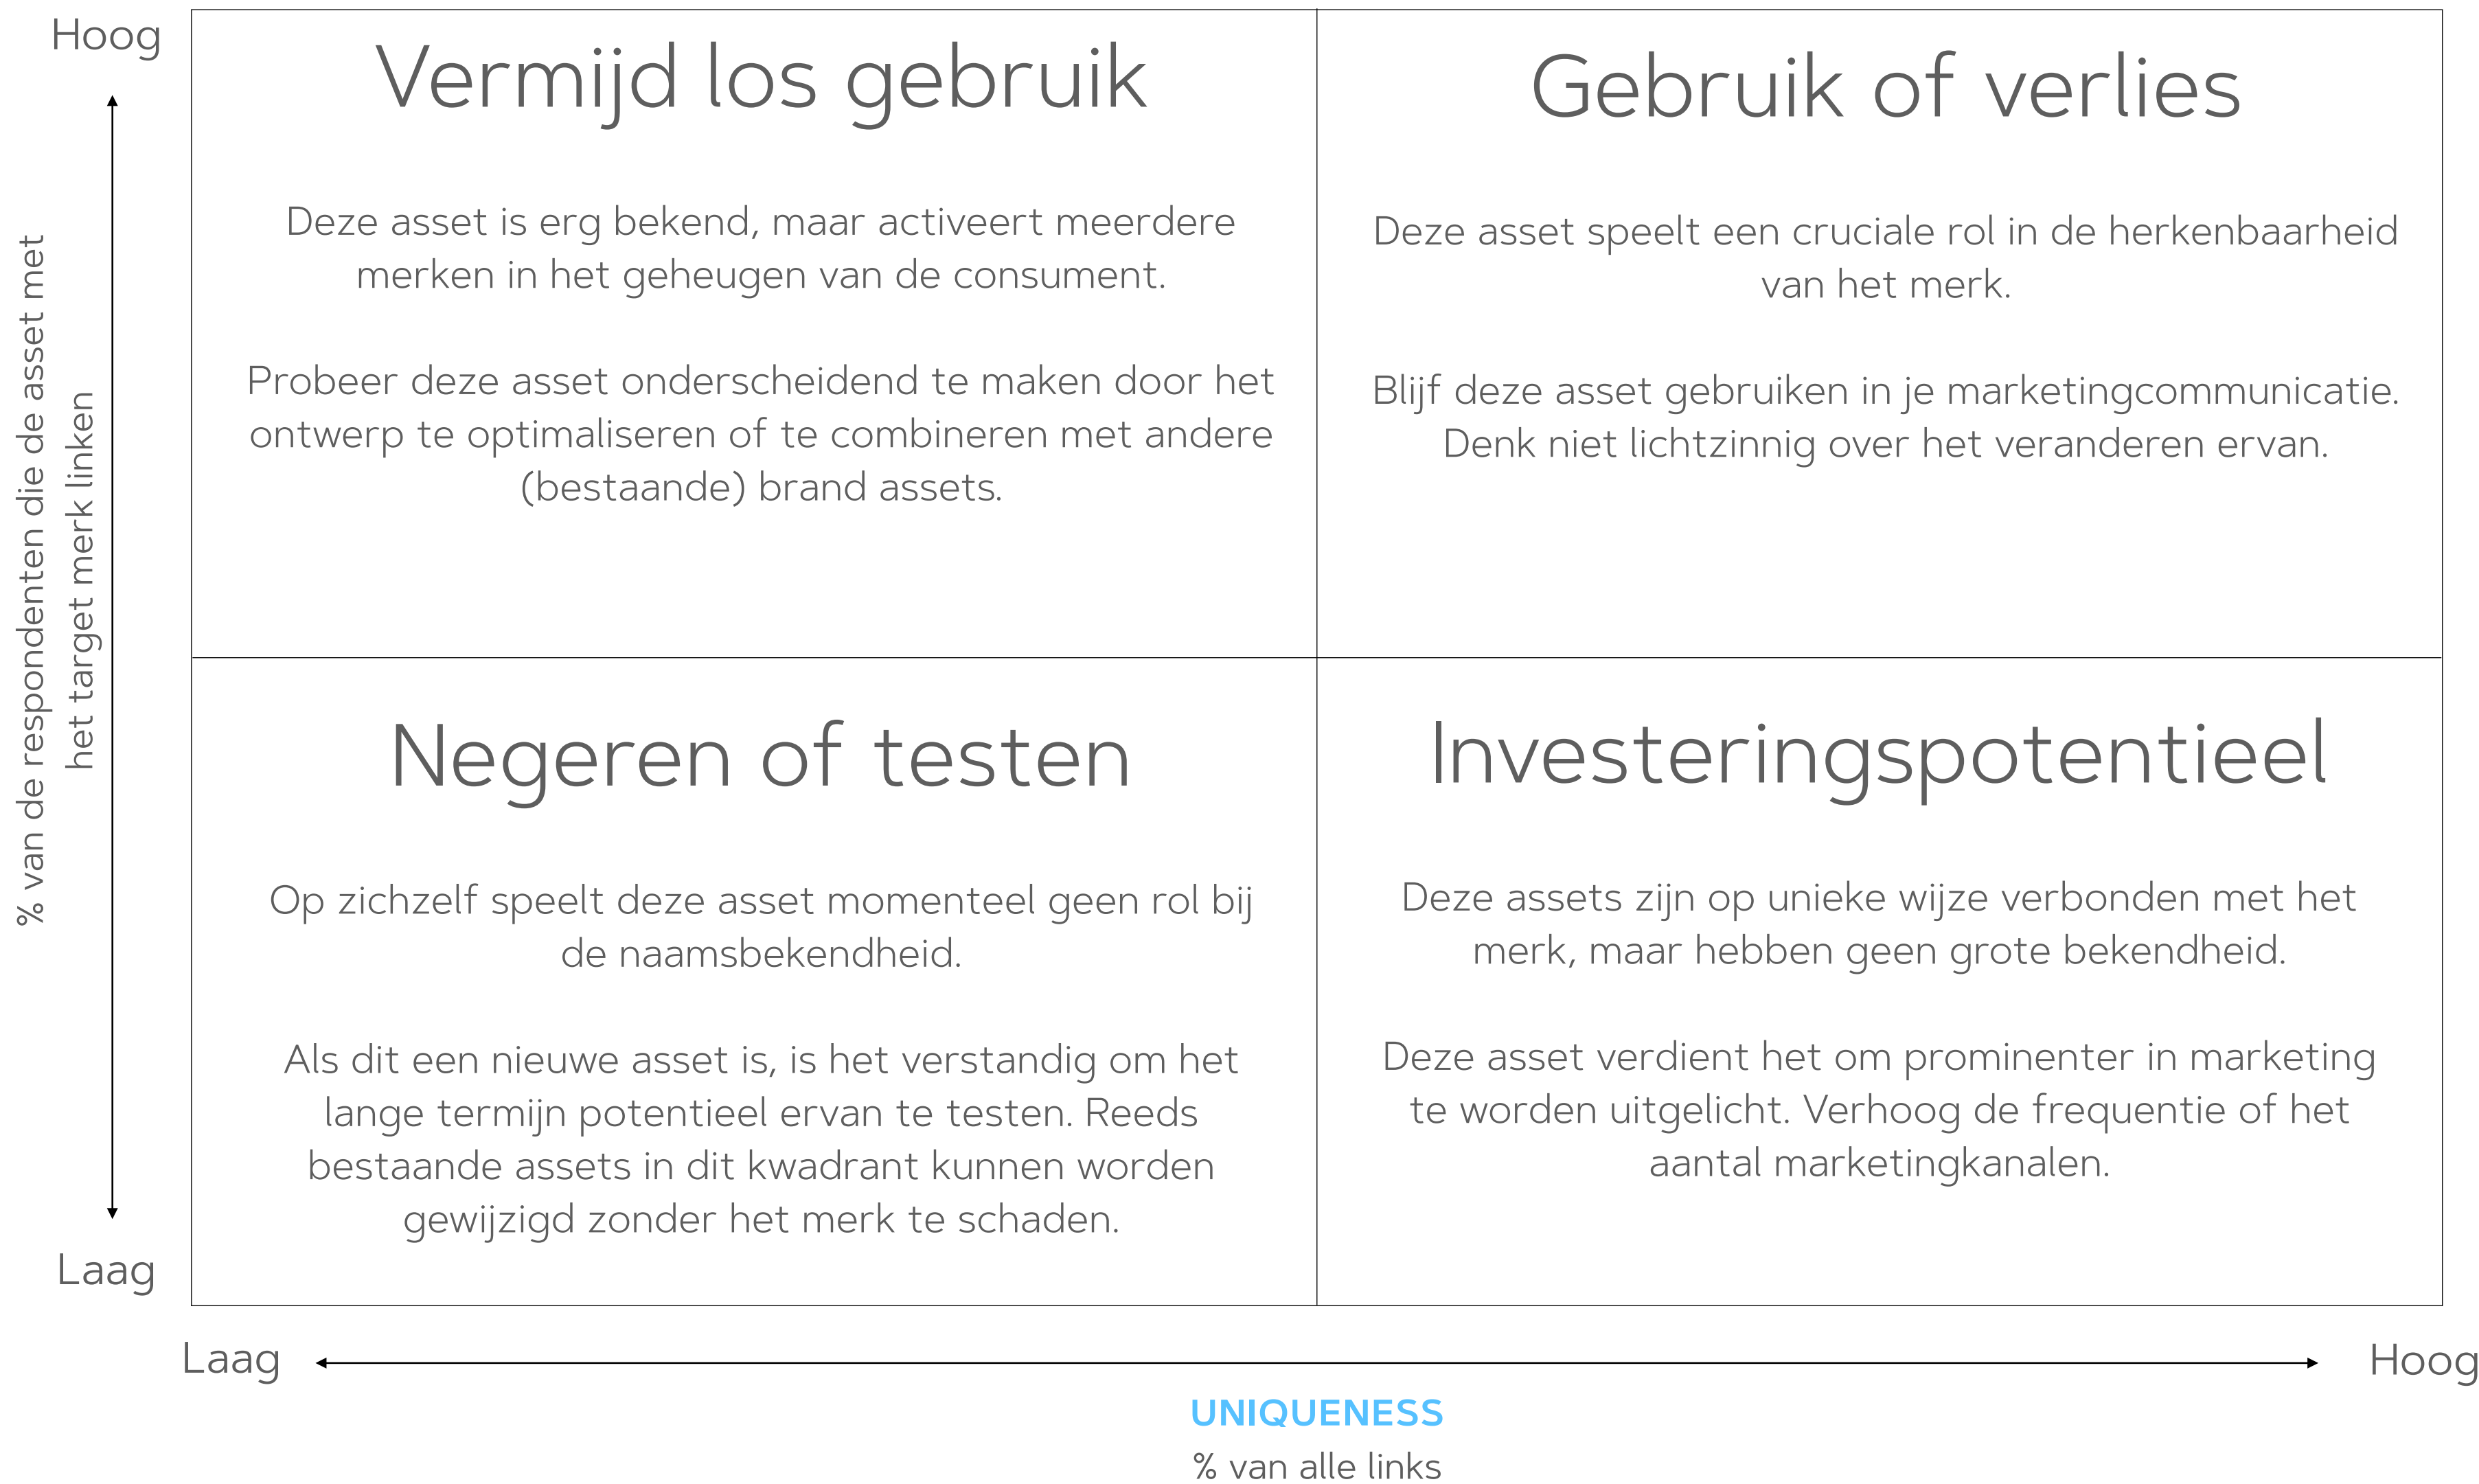 Hoog
% van de respondenten die de asset met
het target merk linken
Laag
Vermijd los gebruik
Deze asset is erg bekend, maar activeert meerdere
merken in het geheugen van de consument.
Probeer deze asset onderscheidend te maken door het
ontwerp te optimaliseren of te combineren met andere
(bestaande) brand assets.
Gebruik of verlies
Deze asset speelt een cruciale rol in de herkenbaarheid
van het merk.
Blijf deze asset gebruiken in je marketingcommunicatie.
Denk niet lichtzinnig over het veranderen ervan.
Negeren of testen
Op zichzelf speelt deze asset momenteel geen rol bij
de naamsbekendheid.
Als dit een nieuwe asset is, is het verstandig om het
lange termijn potentieel ervan te testen. Reeds
bestaande assets in dit kwadrant kunnen worden
gewijzigd zonder het merk te schaden.
Investeringspotentieel
Deze assets zijn op unieke wijze verbonden met het
merk, maar hebben geen grote bekendheid.
Deze asset verdient het om prominenter in marketing
te worden uitgelicht. Verhoog de frequentie of het
aantal marketingkanalen.
Laag
Hoog
UNIQUENESS
% van alle links